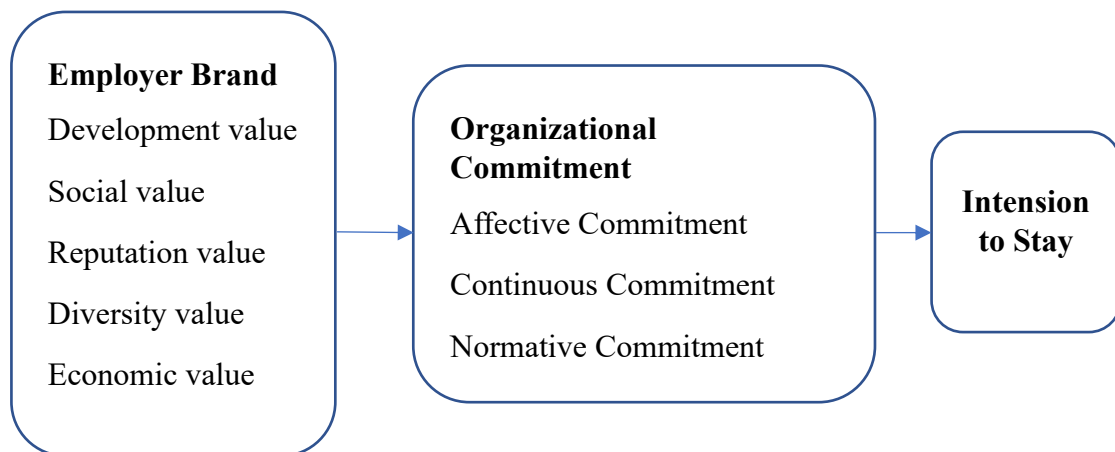 Employer Brand
Development value
Social value
Reputation value
Diversity value
Economic value
Organizational
Commitment
Affective Commitment
Continuous Commitment
Normative Commitment
Intension
to Stay